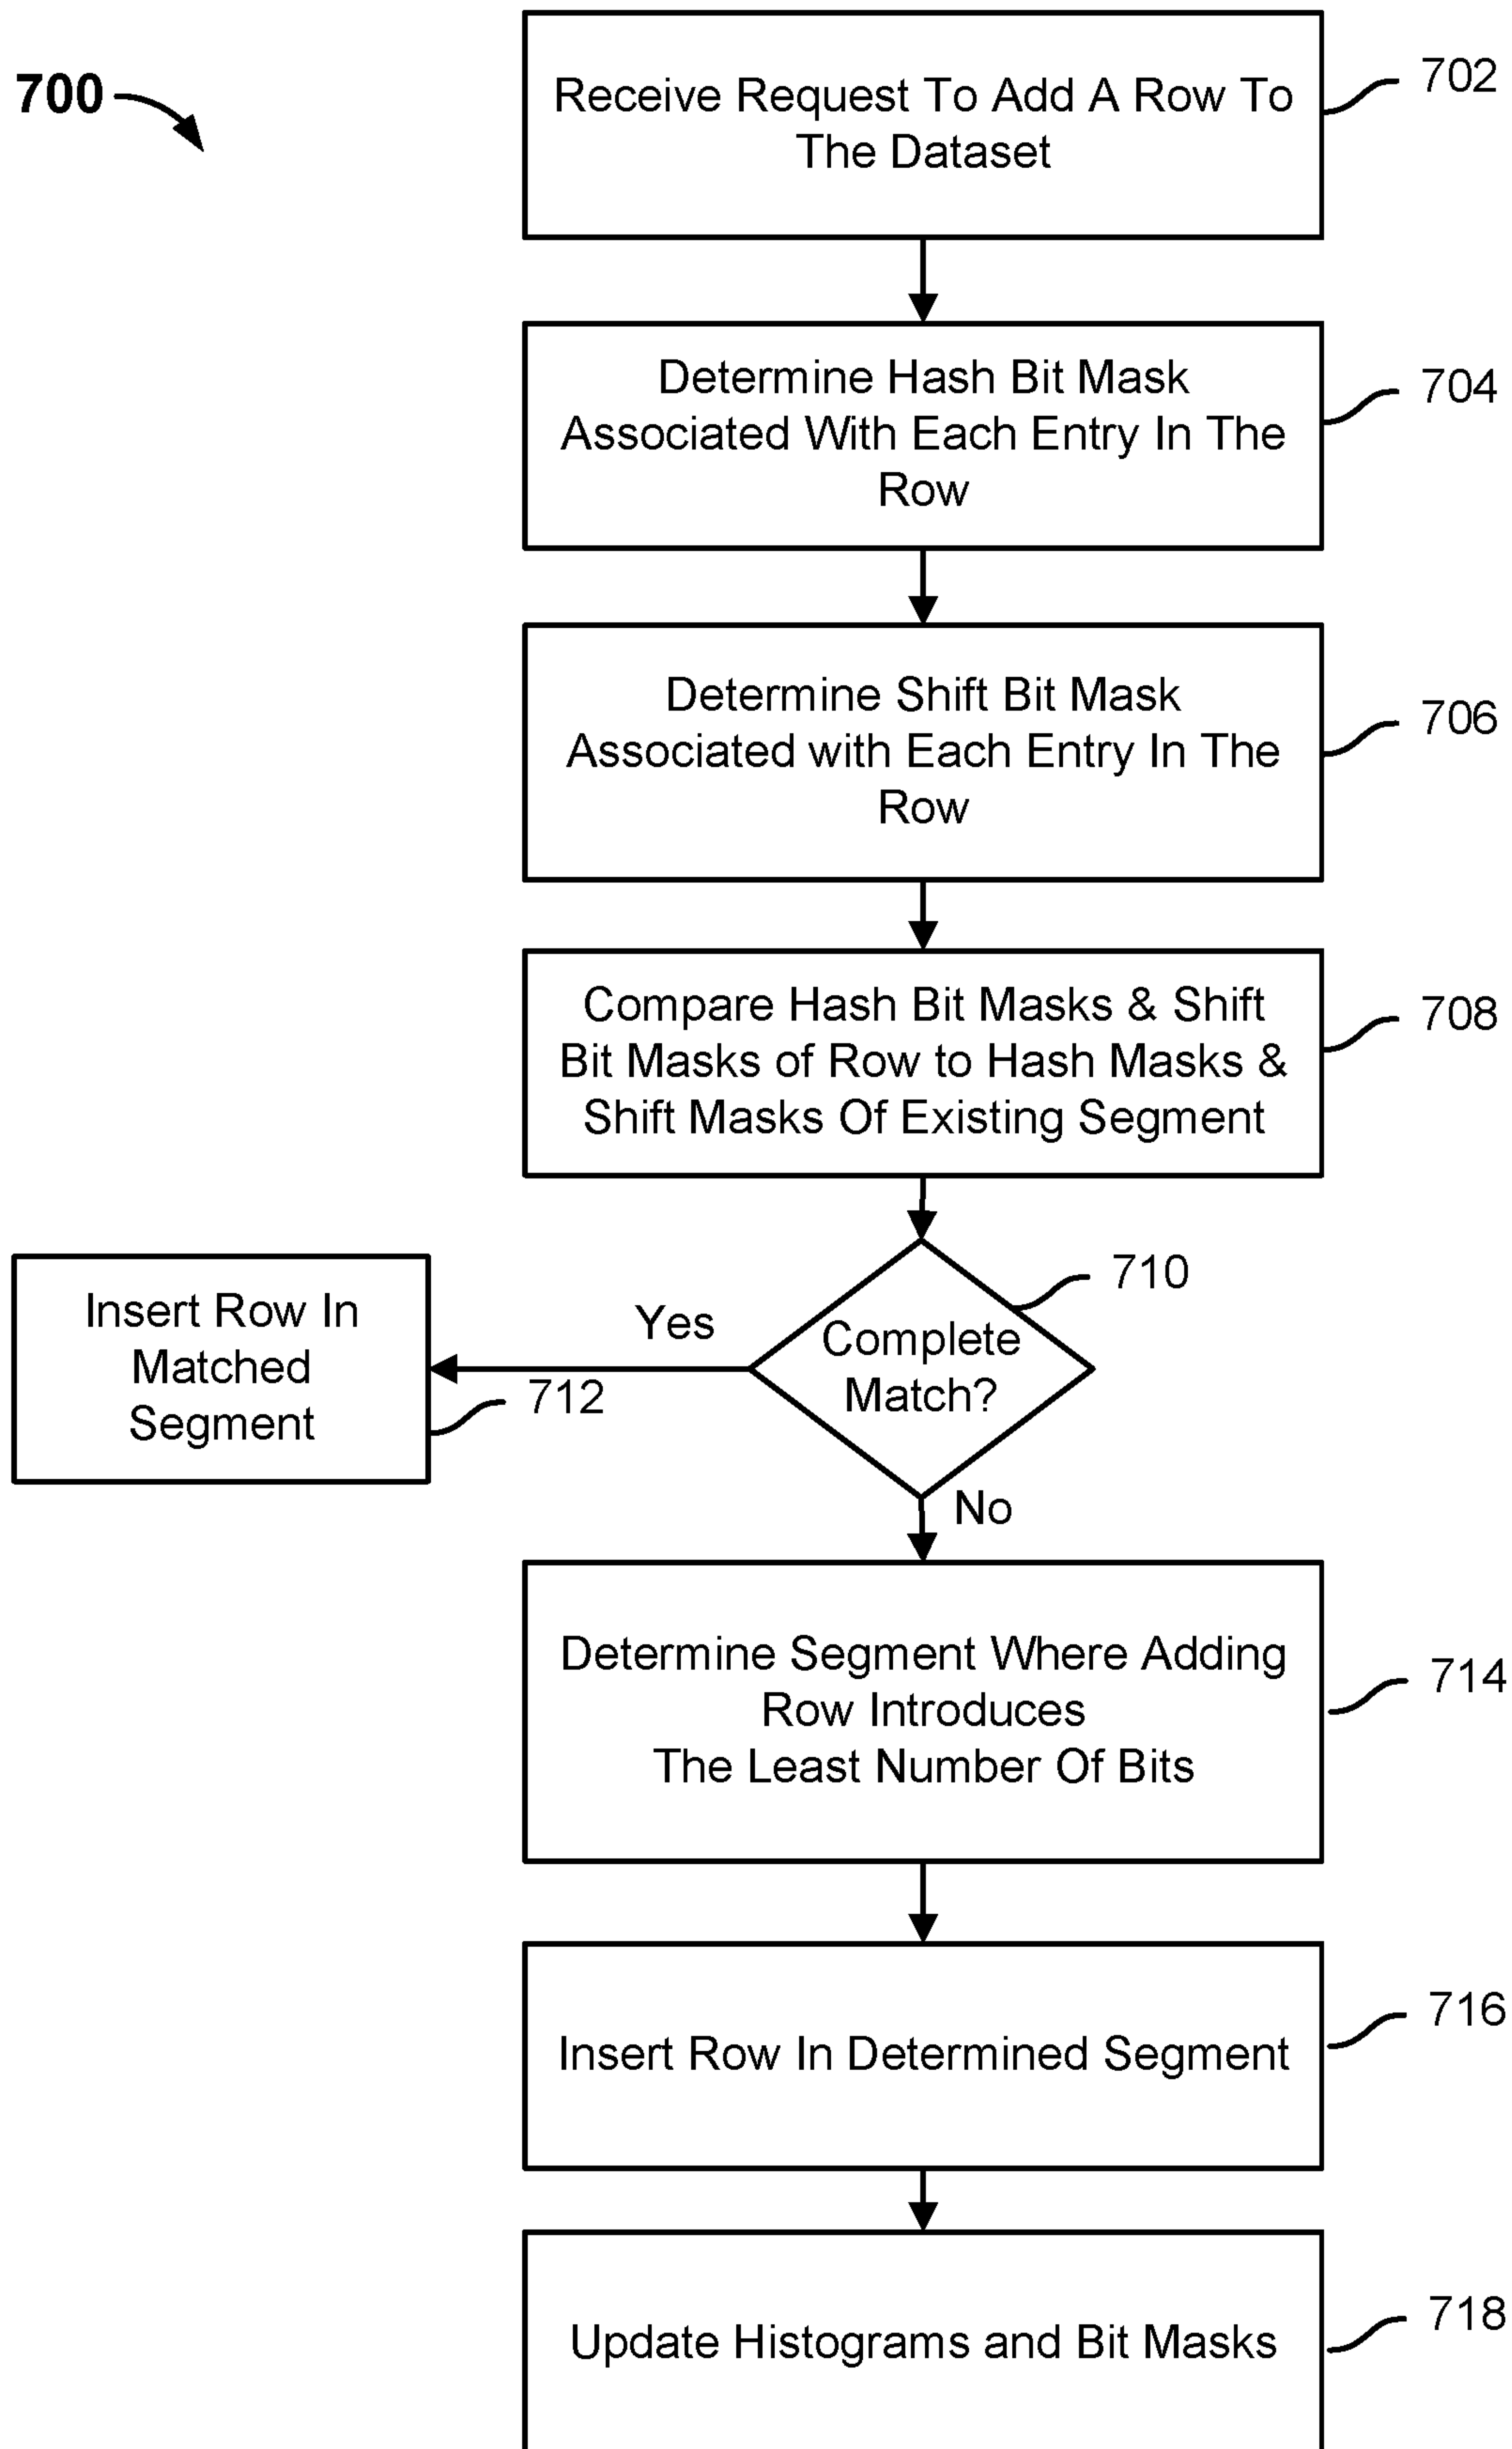 700
Receive Request To Add A Row To
The Dataset
702
Determine Hash Bit Mask
Associated With Each Entry In The
Row
704
Determine Shift Bit Mask
Associated with Each Entry In The
Row
706
Compare Hash Bit Masks & Shift
Bit Masks of Row to Hash Masks &
Shift Masks Of Existing Segment
708
Complete
Match?
710
Yes
Insert Row In
Matched
Segment
712
No
Determine Segment Where Adding
Row Introduces
The Least Number Of Bits
714
Insert Row In Determined Segment
716
Update Histograms and Bit Masks
718